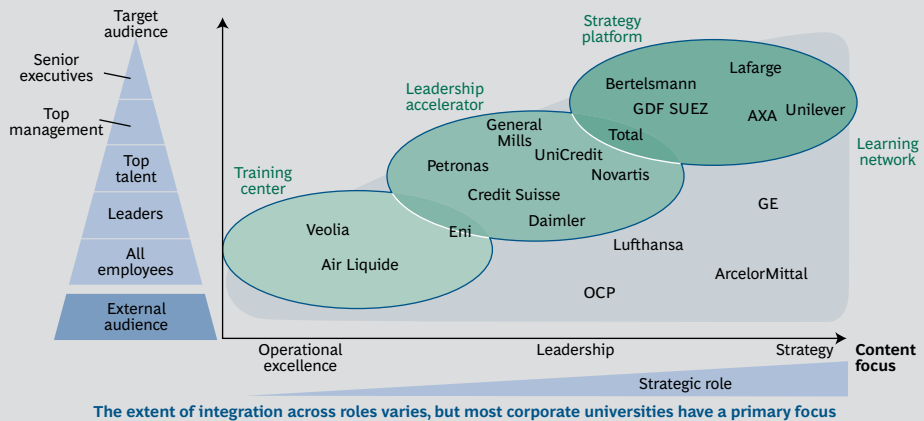 Target
audience
Senior
executives
Top
management
Top
talent
Leaders
All
employees
External
audience
Training
center
Leadership
accelerator
Strategy
platform
Learning
network
Veolia
Air Liquide
Eni
Petronas
General
Mills
UniCredit
Credit Suisse
Novartis
Daimler
Total
Bertelsmann
GDF SUEZ
Lafarge
AXA
Unilever
GE
Lufthansa
ArcelorMittal
OCP
Operational
excellence
Leadership
Strategy
Content
focus
Strategic role
The extent of integration across roles varies, but most corporate universities have a primary focus